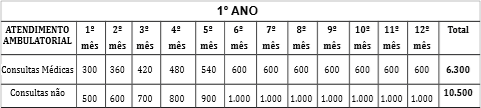 1º ANO
ATENDIMENTO AMBULATORIAL 1º mês 2º mês 3º mês 4º mês 5º mês 6º mês 7º mês 8º mês 9º mês 10º mês 11º mês 12º mês Total
Consultas Médicas 300 360 420 480 540 600 600 600 600 600 600 600 6.300
Consultas não 500 600 700 800 900 1.000 1.000 1.000 1.000 1.000 1.000 1.000 10.500